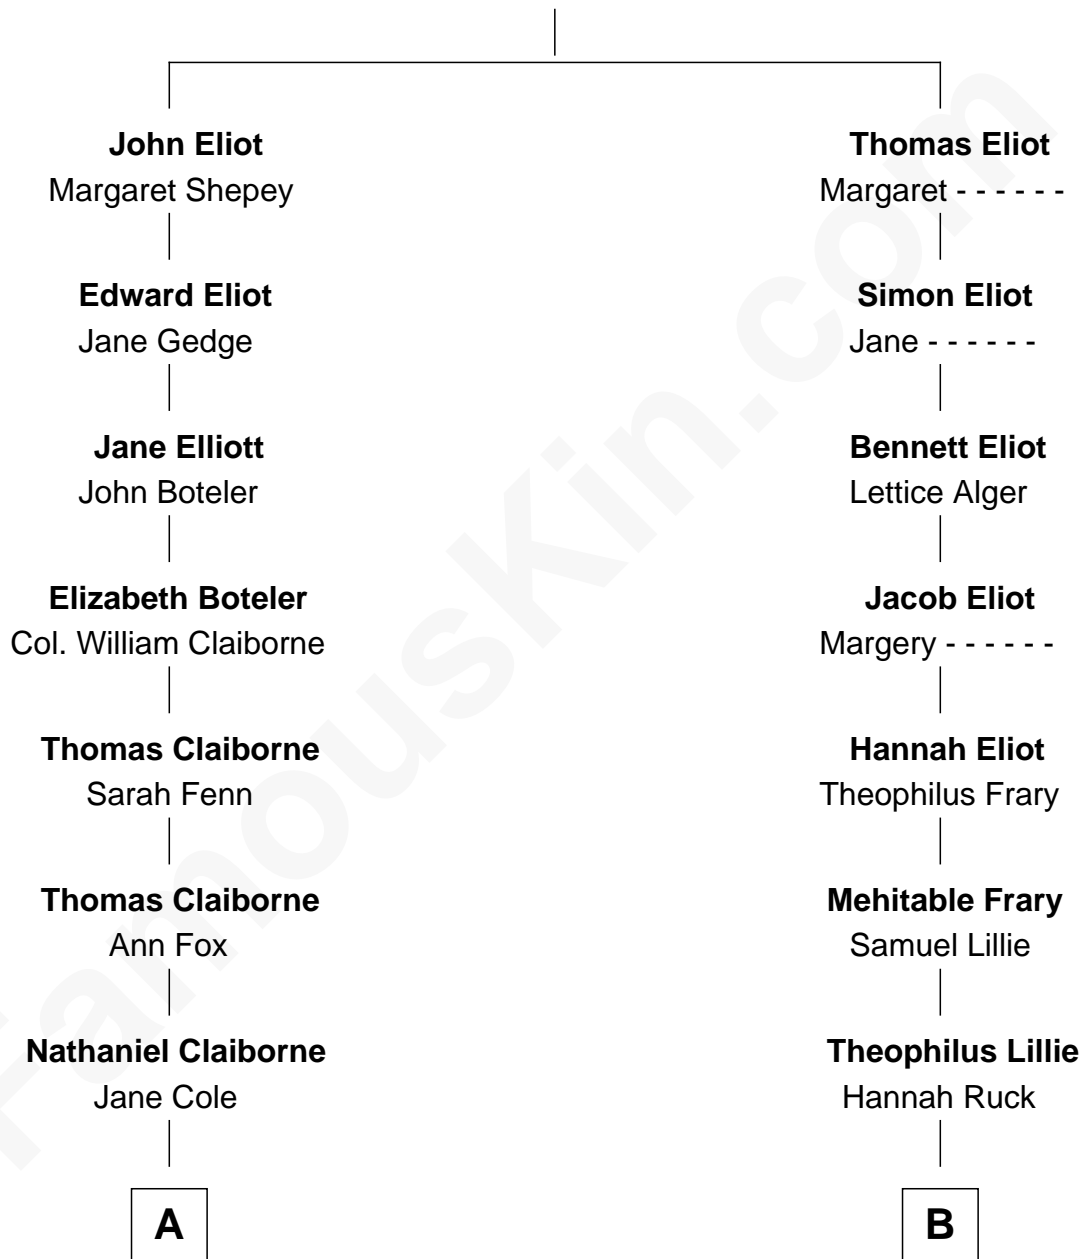 John Eliot
Margaret Shepey
Thomas Eliot
Margaret - - - - - -
Edward Eliot
Jane Gedge
Simon Eliot
Jane - - - - - -
Jane Elliott
John Boteler
Bennett Eliot
Lettice Alger
Elizabeth Boteler
Col. William Claiborne
Jacob Eliot
Margery - - - - - -
Thomas Claiborne
Sarah Fenn
Hannah Eliot
Theophilus Frary
Thomas Claiborne
Ann Fox
Mehitable Frary
Samuel Lillie
Nathaniel Claiborne
Jane Cole
Theophilus Lillie
Hannah Ruck
A
B
FamousKin.com